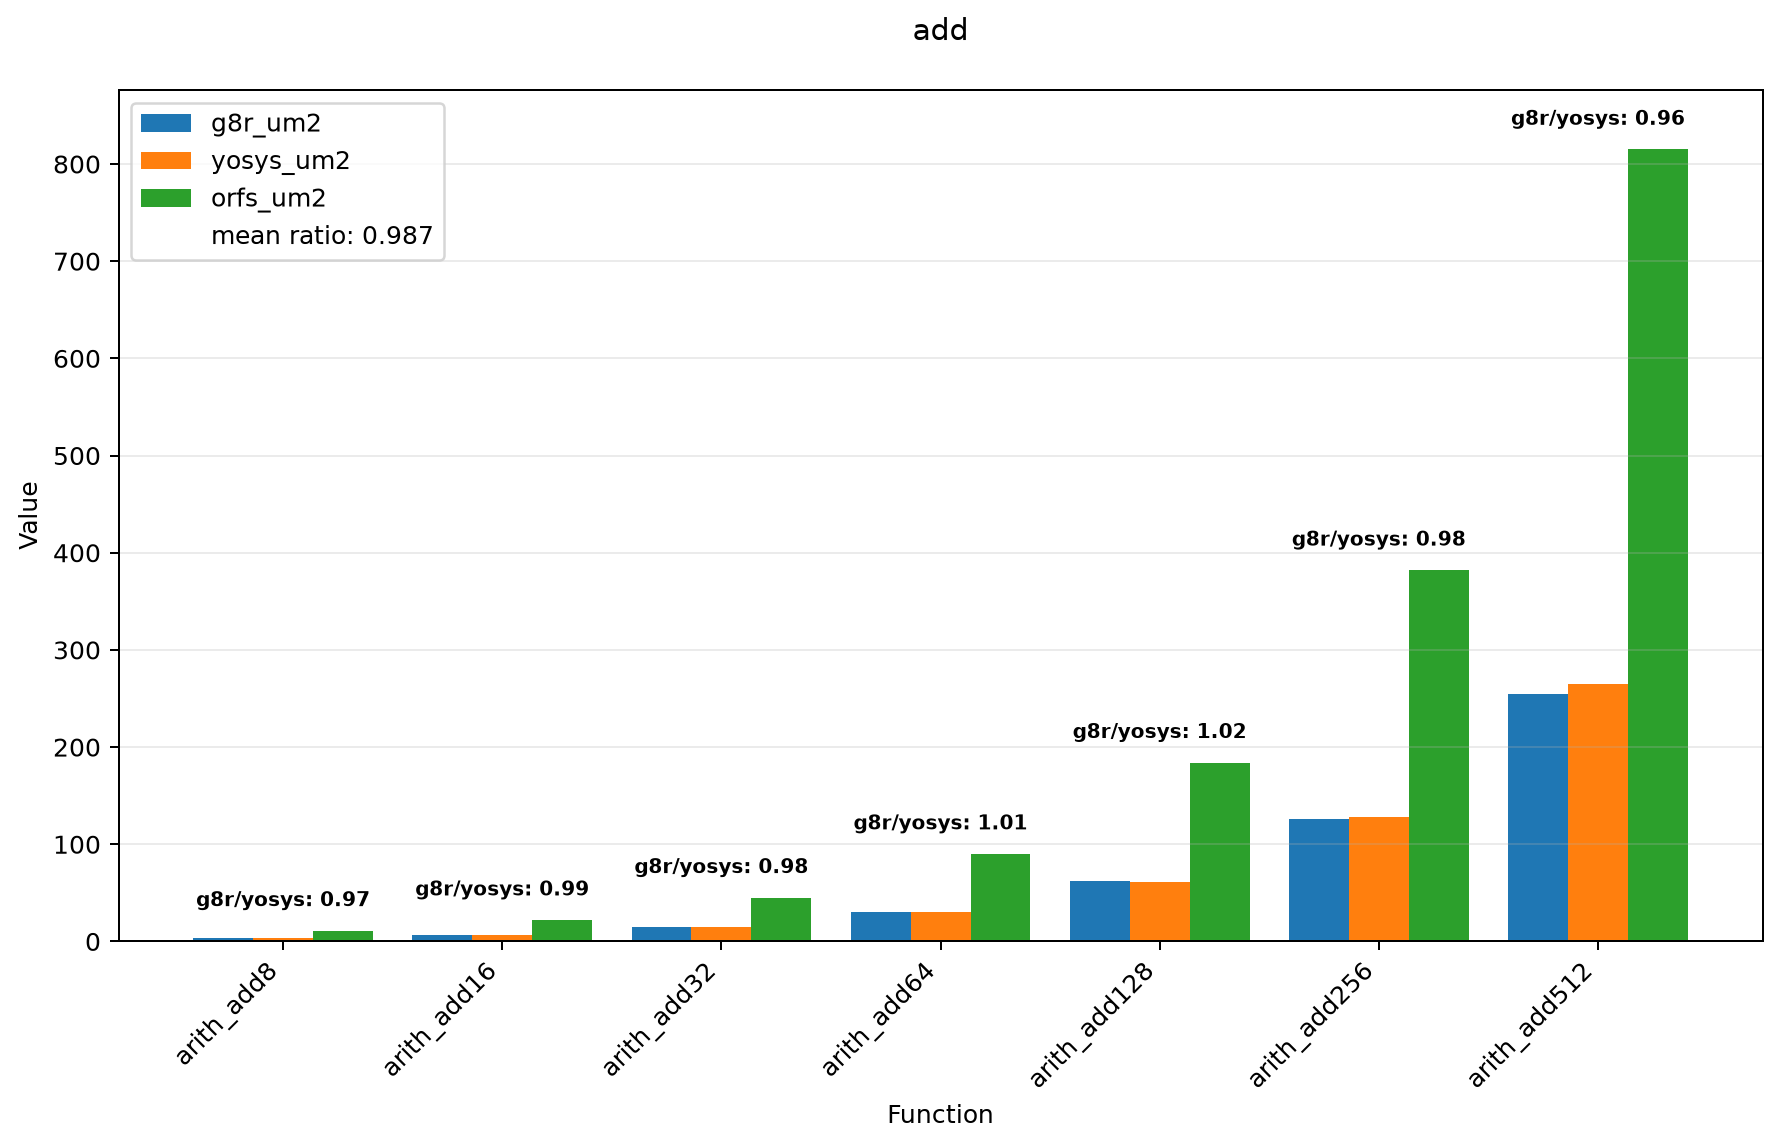 add
g8r_um2
yosys_um2
orfs_um2
mean ratio: 0.987
Value
800
700
600
500
400
300
200
100
0
g8r/yosys: 0.97
g8r/yosys: 0.99
g8r/yosys: 0.98
g8r/yosys: 1.01
g8r/yosys: 1.02
g8r/yosys: 0.98
g8r/yosys: 0.96
arith_add8
arith_add16
arith_add32
arith_add64
arith_add128
arith_add256
arith_add512
Function